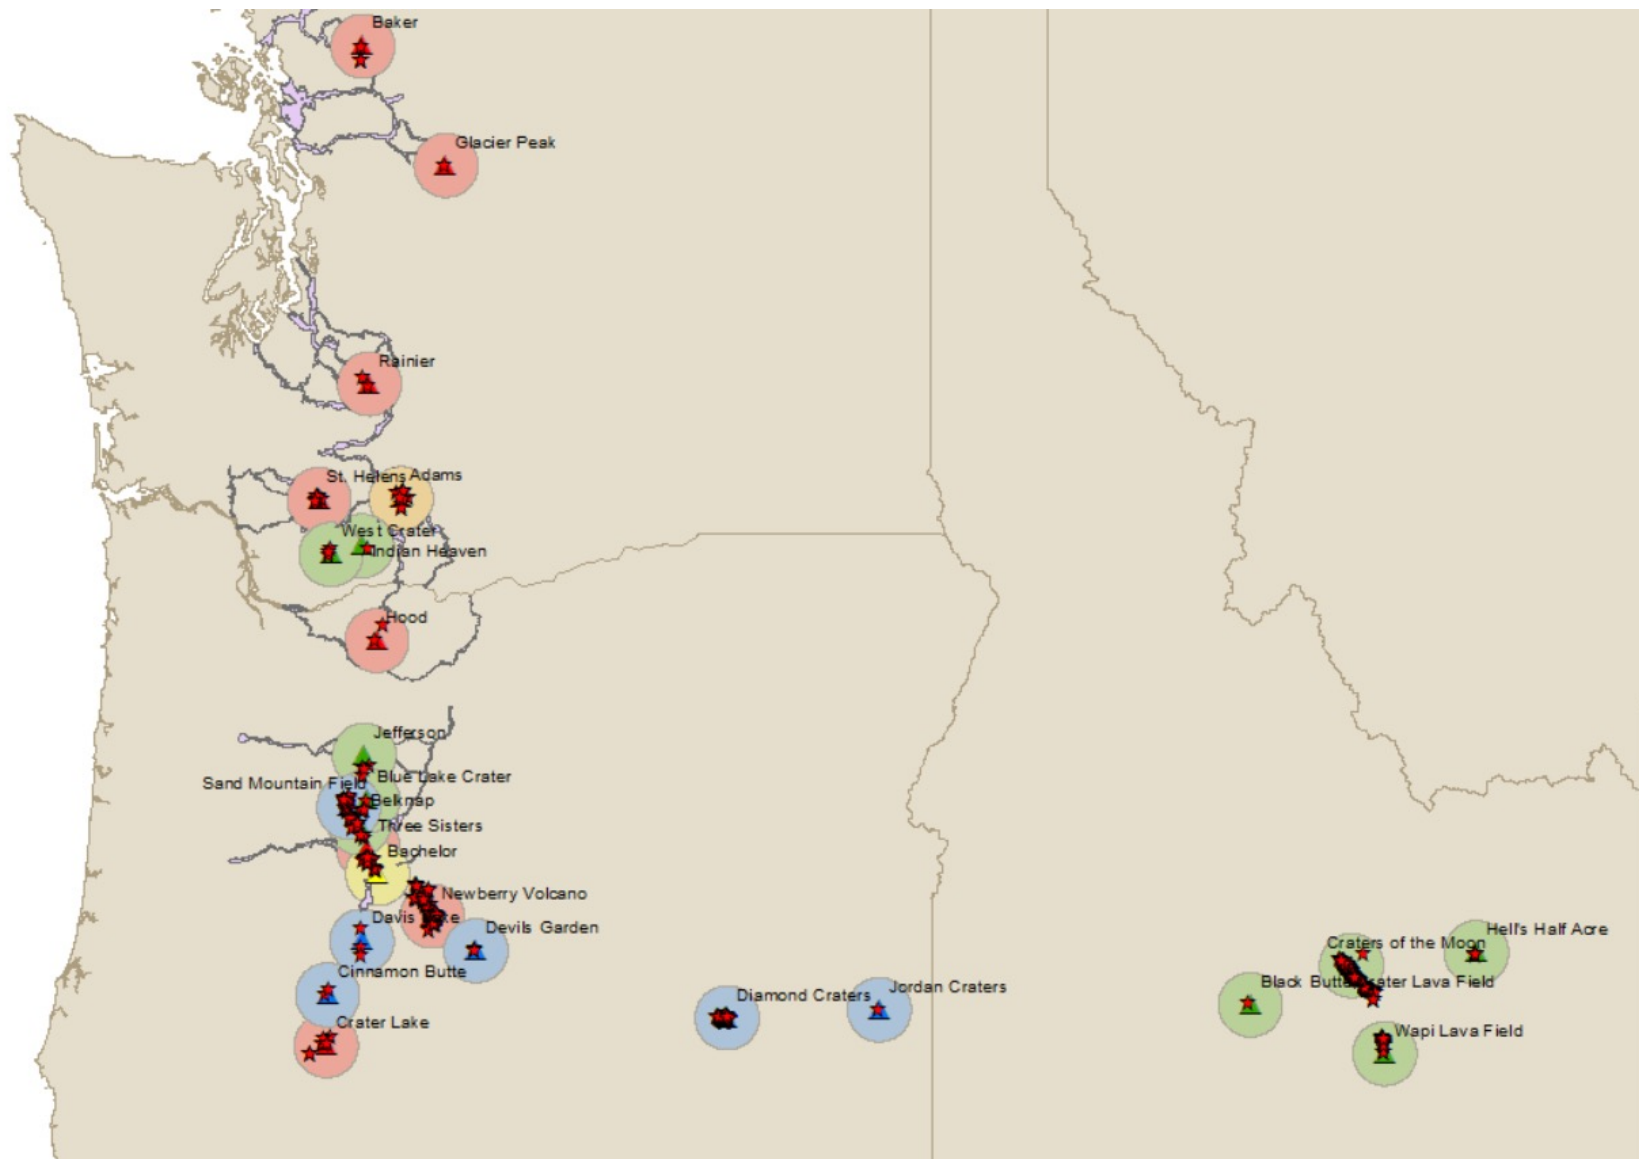 Baker
Glacier Peak
Rainier
St. Helens
Adams
West Crater
Indian Heaven
Hood
Jefferson
Blue Lake Crater
Sand Mountain Field
Belknap
Three Sisters
Bachelor
Newberry Volcano
Davis Lake
Devils Garden
Cinnamon Butte
Crater Lake
Diamond Craters
Jordan Craters
Hell's Half Acre
Craters of the Moon
Black Butte Crater Lava Field
Wapi Lava Field